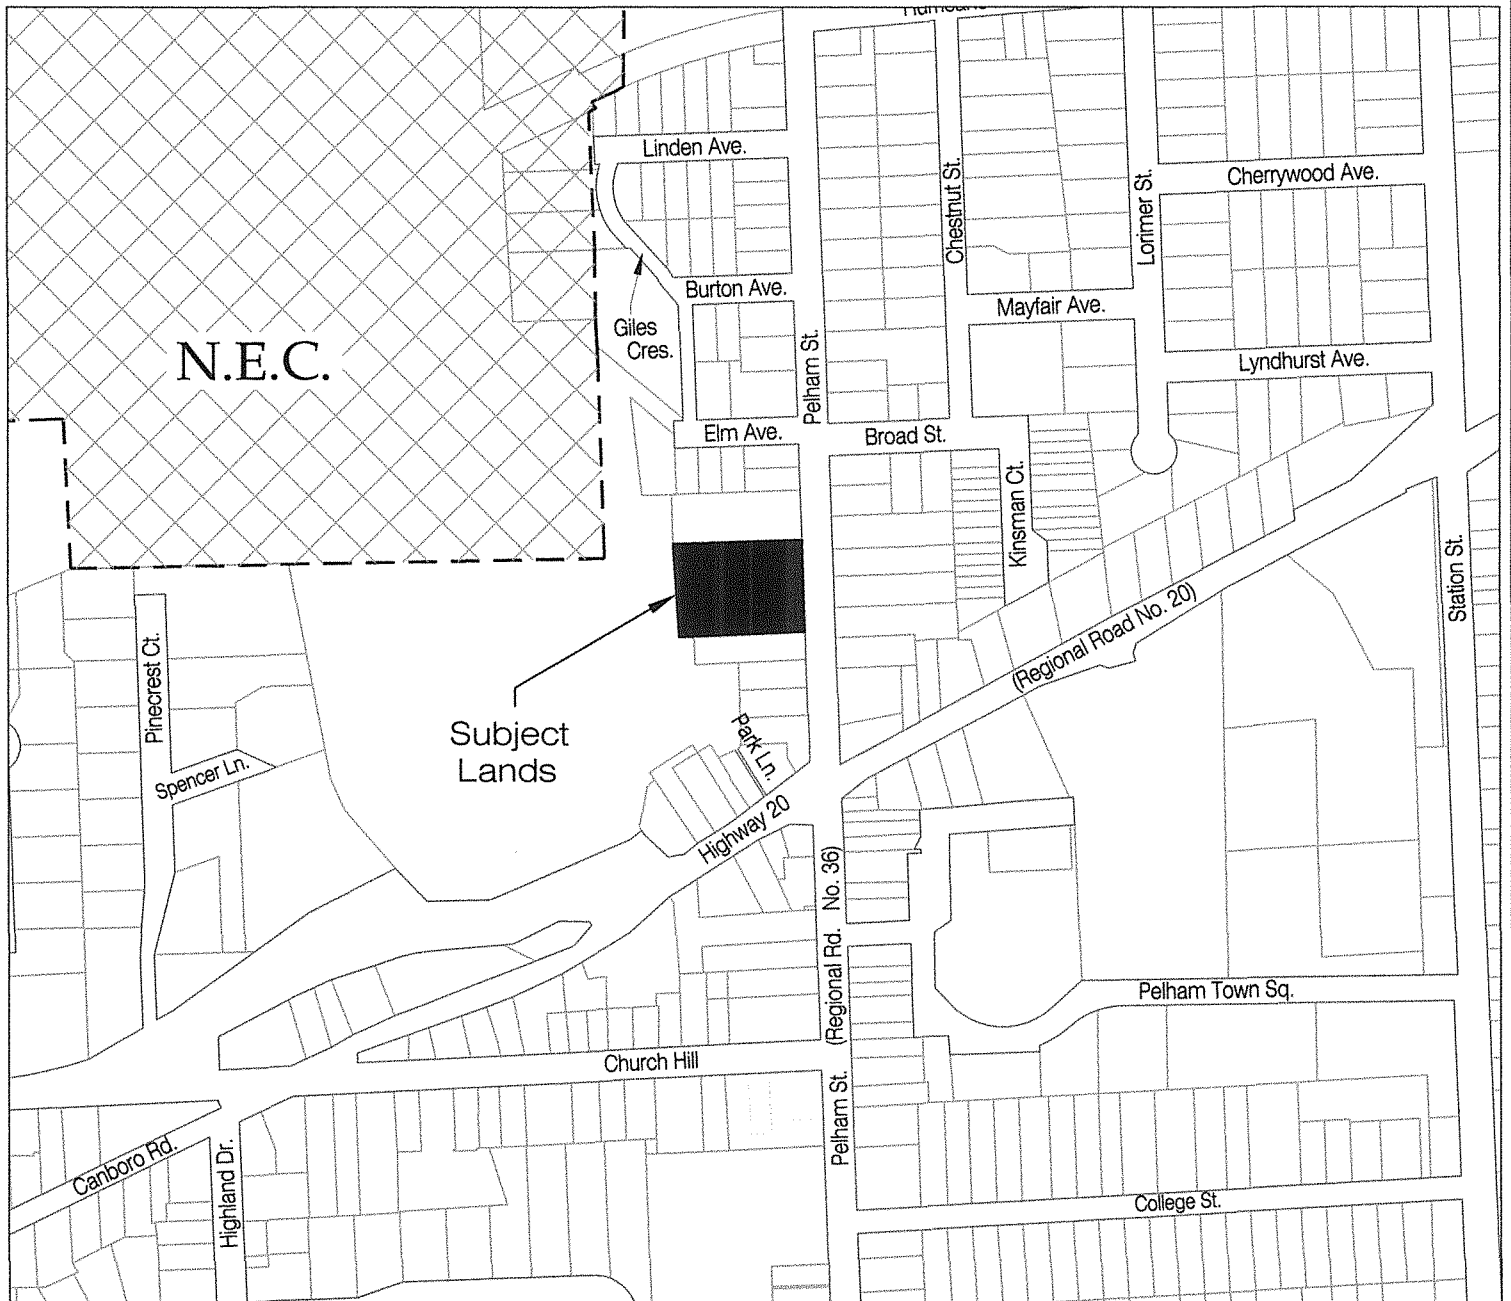 Linden Ave.
Cherrywood Ave.
Chestnut St.
Lorimer St.
Burton Ave.
Mayfair Ave.
Giles
Cres.
N.E.C.
Pelham St.
Lyndhurst Ave.
Elm Ave.
Broad St.
Kinsman Ct.
Station St.
(Regional Road No. 20)
Pinecrest Ct.
Subject
Lands
Park Ln.
Spencer Ln.
Highway 20
(Regional Rd. No. 36)
Pelham Town Sq.
Church Hill
Pelham St.
Canboro Rd.
Highland Dr.
College St.